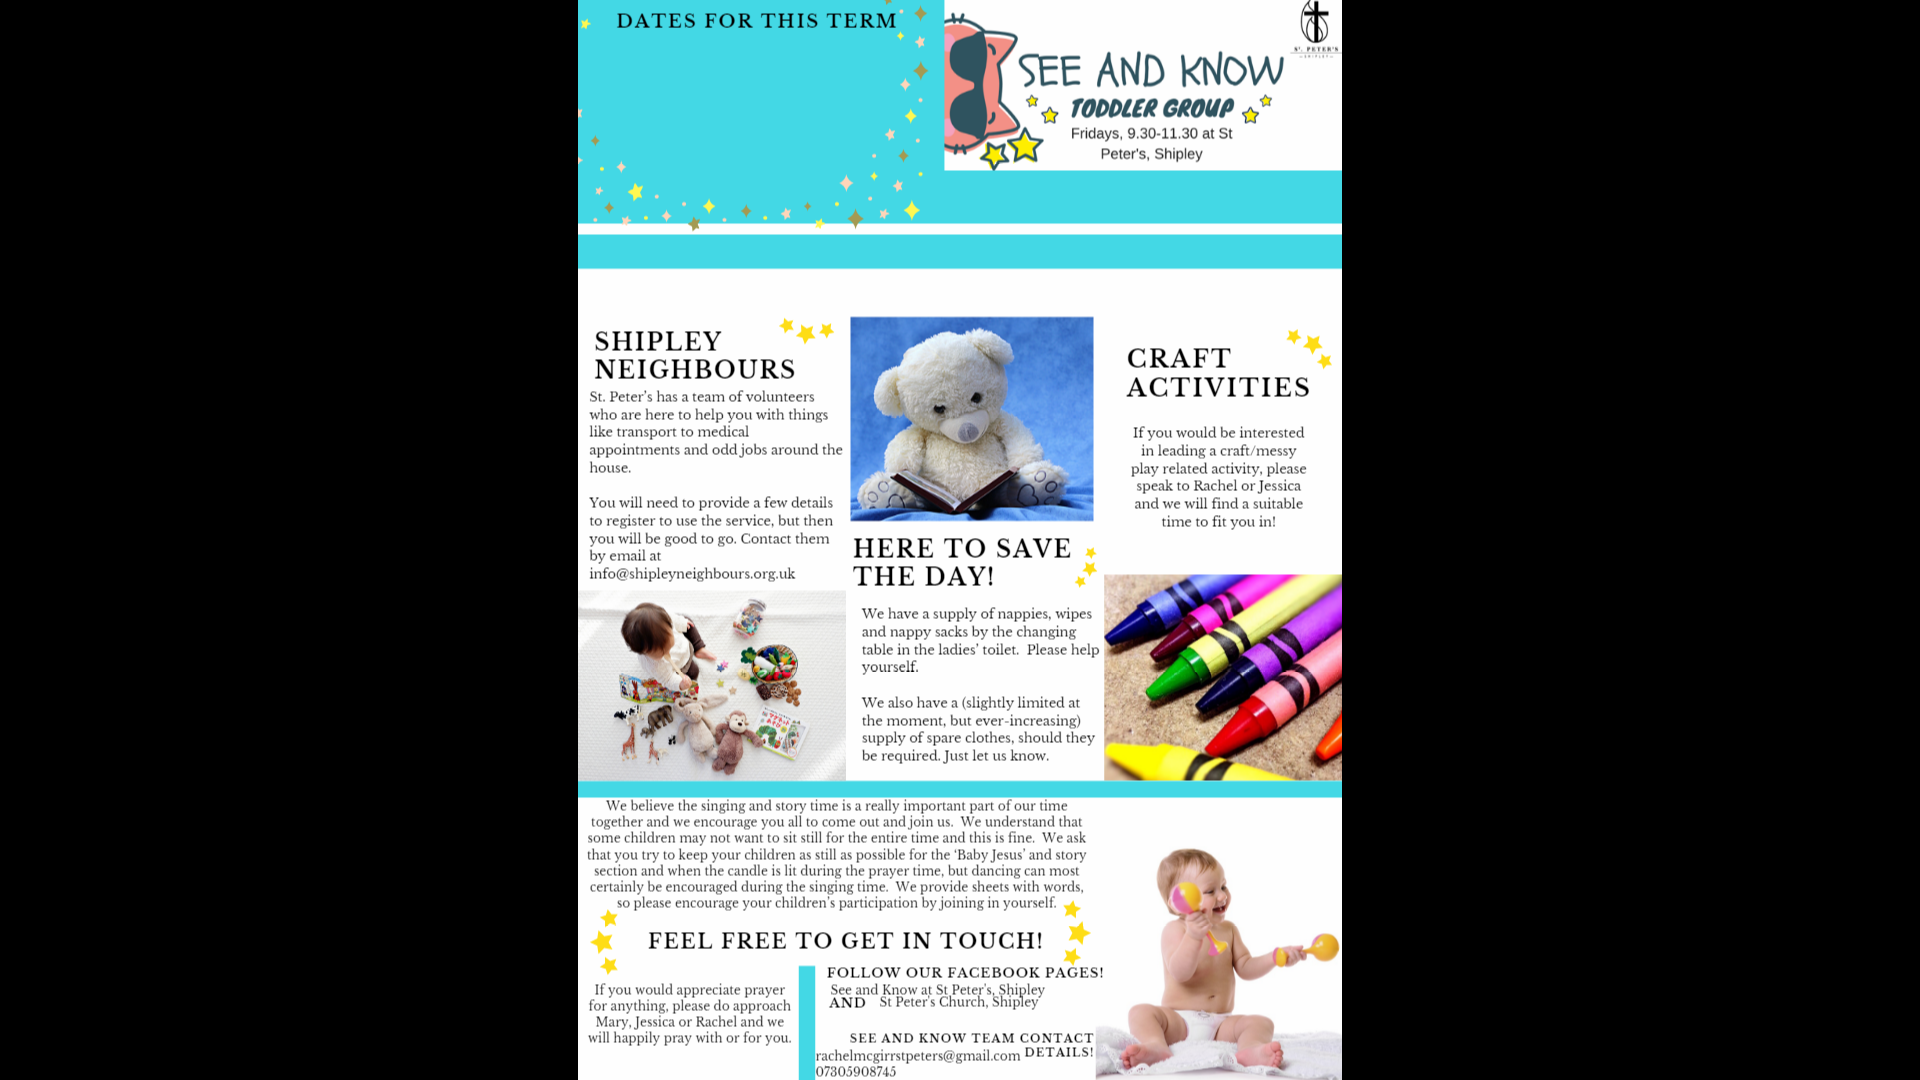 DATES FOR THIS TERM
ST. PETER'S
SHIPLEY
SEE AND KNOW
TODDLER GROUP
Fridays, 9.30-11.30 at St
Peter's, Shipley
SHIPLEY
NEIGHBOURS
St. Peter's has a team of volunteers
who are here to help you with things
like transport to medical
appointments and odd jobs around the
house.
You will need to provide a few details
to register to use the service, but then
you will be good to go. Contact them
by email at
info@shipleyneighbours.org.uk
HERE TO SAVE
THE DAY!
We have a supply of nappies, wipes
and nappy sacks by the changing
table in the ladies' toilet.  Please help
yourself.
We also have a (slightly limited at
the moment, but ever-increasing)
supply of spare clothes, should they
be required. Just let us know.
CRAFT
ACTIVITIES
If you would be interested
in leading a craft/messy
play related activity, please
speak to Rachel or Jessica
and we will find a suitable
time to fit you in!
We believe the singing and story time is a really important part of our time
together and we encourage you all to come out and join us.  We understand that
some children may not want to sit still for the entire time and this is fine.  We ask
that you try to keep your children as still as possible for the 'Baby Jesus' and story
section and when the candle is lit during the prayer time, but dancing can most
certainly be encouraged during the singing time.  We provide sheets with words,
so please encourage your children's participation by joining in yourself.
FEEL FREE TO GET IN TOUCH!
If you would appreciate prayer
for anything, please do approach
Mary, Jessica or Rachel and we
will happily pray with or for you.
FOLLOW OUR FACEBOOK PAGES!
See and Know at St Peter's, Shipley
AND St Peter's Church, Shipley
SEE AND KNOW TEAM CONTACT
DETAILS!
rachelmcgirrstpeters@gmail.com
07305908745